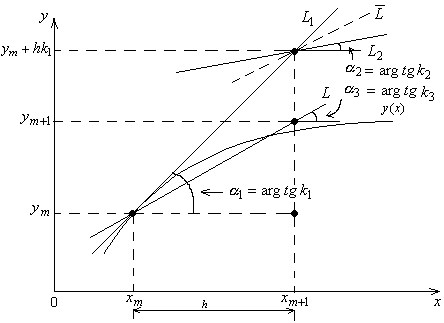 y
L₁
L̅
yₘ + hk₁
L₂
α₂ = arg tg k₂
α₃ = arg tg k₃
L
y(x)
yₘ₊₁
α₁ = arg tg k₁
yₘ
0
xₘ
xₘ₊₁
x
h